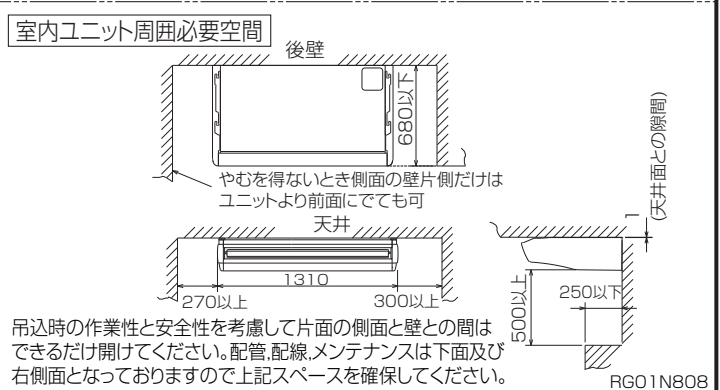 室内ユニット周囲必要空間
後壁
680以下
やむを得ないとき側面の壁片側だけは
ユニットより前面にでても可
天井
1310
270以上
300以上
1
(天井面との隙間)
500以上
250以下
吊込時の作業性と安全性を考慮して片面の側面と壁との間は
できるだけ開けてください。配管,配線,メンテナンスは下面及び
右側面となっておりますので上記スペースを確保してください。
RG01N808